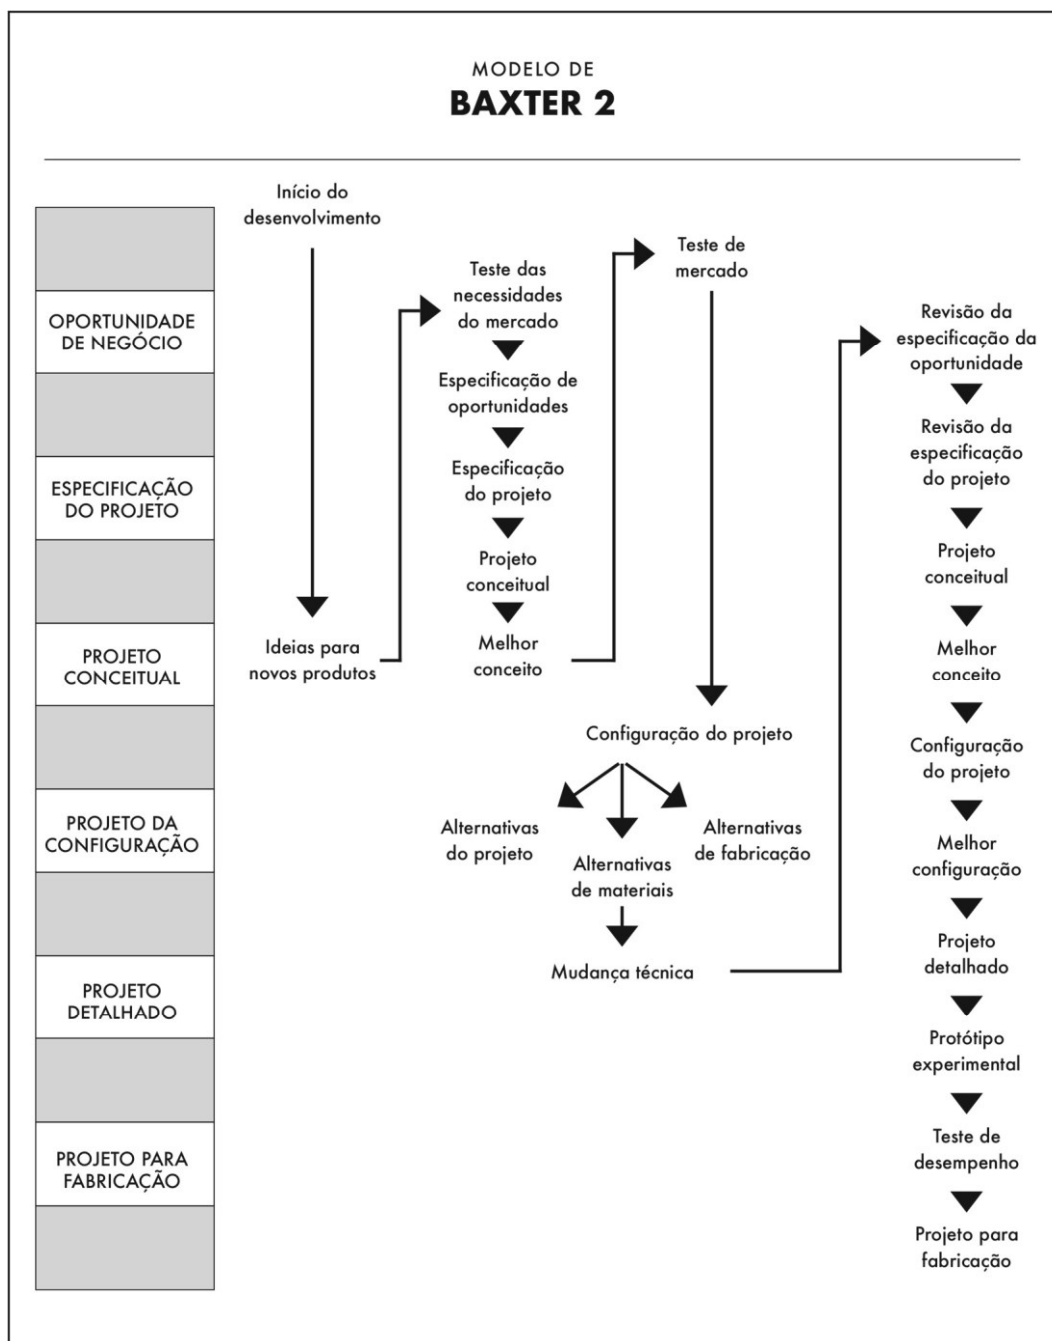 MODELO DE
BAXTER 2
OPORTUNIDADE
DE NEGÓCIO
ESPECIFICAÇÃO
DO PROJETO
PROJETO
CONCEITUAL
PROJETO DA
CONFIGURAÇÃO
PROJETO
DETALHADO
PROJETO PARA
FABRICAÇÃO
Início do
desenvolvimento
Ideias para
novos produtos
Teste das
necessidades
do mercado
Especificação de
oportunidades
Especificação
do projeto
Projeto
conceitual
Melhor
conceito
Teste de
mercado
Configuração do projeto
Alternativas
do projeto
Alternativas
de materiais
Alternativas
de fabricação
Mudança técnica
Revisão da
especificação da
oportunidade
Revisão da
especificação
do projeto
Projeto
conceitual
Melhor
conceito
Configuração
do projeto
Melhor
configuração
Projeto
detalhado
Protótipo
experimental
Teste de
desempenho
Projeto para
fabricação